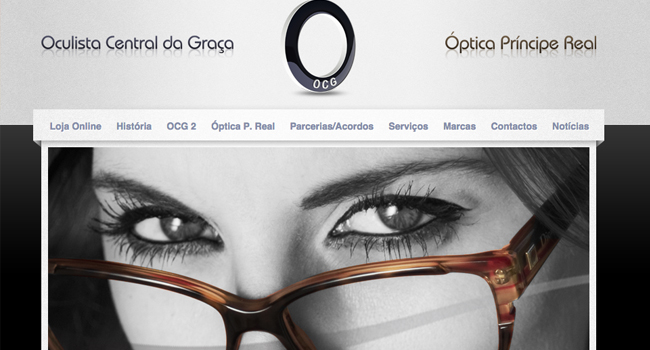 Oculista Central da Graça
OCG
Óptica Príncipe Real
Loja Online História OCG 2 Óptica P. Real Parcerias/Acordos Serviços Marcas Contactos Notícias